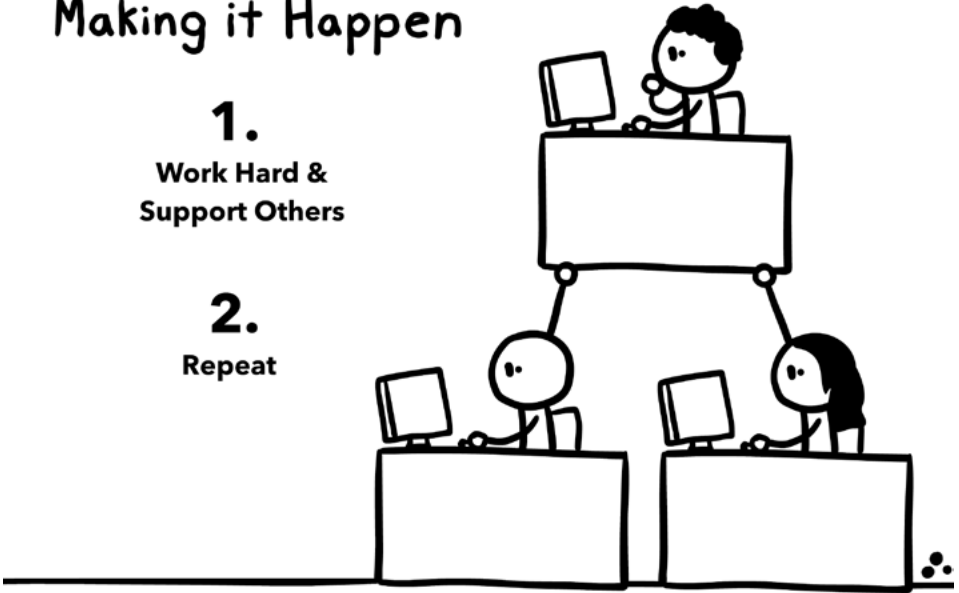 Making it Happen
1.
Work Hard &
Support Others
2.
Repeat